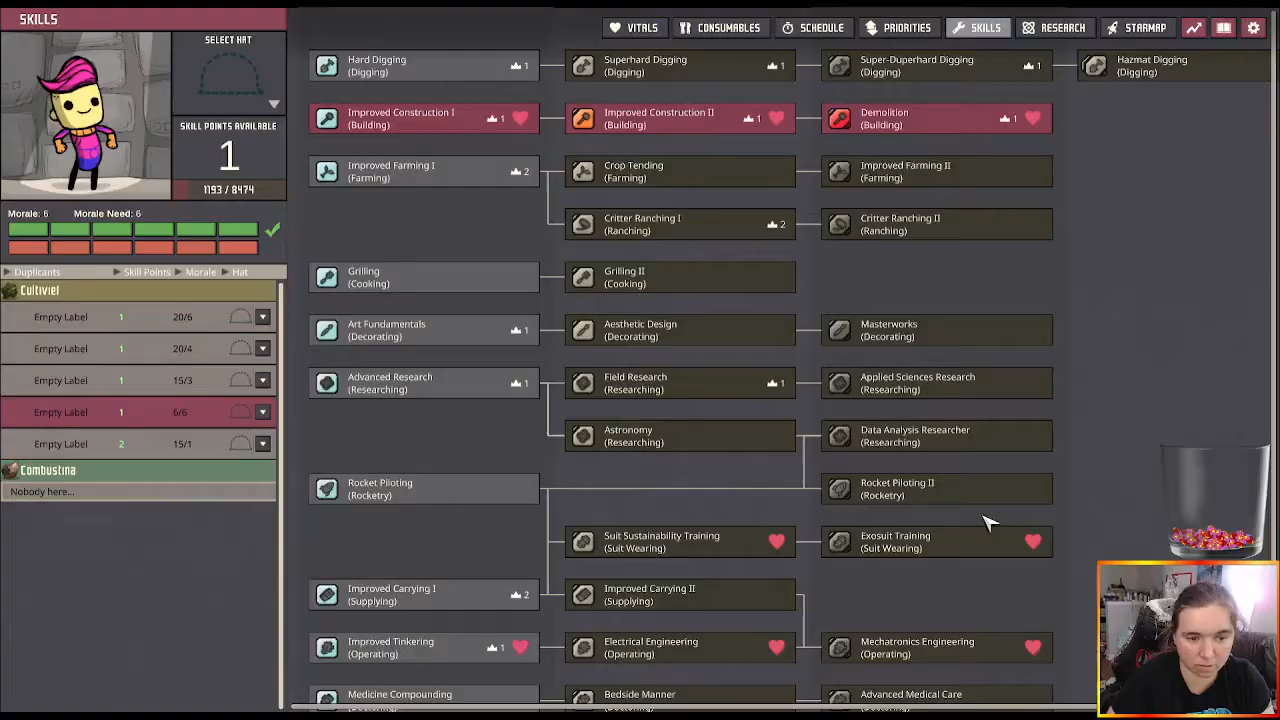 SKILLS
VITALS
CONSUMABLES
SCHEDULE
PRIORITIES
SKILLS
RESEARCH
STARMAP
SELECT HAT
SKILL POINTS AVAILABLE
1
1193 / 8474
Morale: 6
Morale Need: 6
Duplicants
Skill Points
Morale
Hat
Cultiviel
Empty Label
1
20/6
Empty Label
1
20/4
Empty Label
1
15/3
Empty Label
1
6/6
Empty Label
2
15/1
Combustina
Nobody here...
Hard Digging
(Digging)
1
Superhard Digging
(Digging)
1
Super-Duperhard Digging
(Digging)
1
Hazmat Digging
(Digging)
Improved Construction I
(Building)
1
Improved Construction II
(Building)
1
Demolition
(Building)
1
Improved Farming I
(Farming)
2
Crop Tending
(Farming)
Improved Farming II
(Farming)
Critter Ranching I
(Ranching)
2
Critter Ranching II
(Ranching)
Grilling
(Cooking)
Grilling II
(Cooking)
Art Fundamentals
(Decorating)
1
Aesthetic Design
(Decorating)
Masterworks
(Decorating)
Advanced Research
(Researching)
1
Field Research
(Researching)
1
Applied Sciences Research
(Researching)
Astronomy
(Researching)
Data Analysis Researcher
(Researching)
Rocket Piloting
(Rocketry)
Rocket Piloting II
(Rocketry)
Suit Sustainability Training
(Suit Wearing)
Exosuit Training
(Suit Wearing)
Improved Carrying I
(Supplying)
2
Improved Carrying II
(Supplying)
Improved Tinkering
(Operating)
1
Electrical Engineering
(Operating)
Mechatronics Engineering
(Operating)
Medicine Compounding
Bedside Manner
Advanced Medical Care